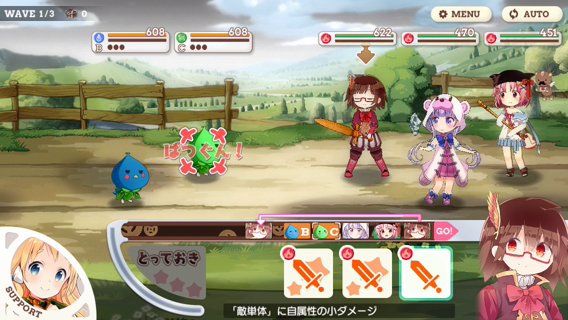 WAVE 1/3 0
608
B
608
C
622
470
451
MENU
AUTO
ばつぐん!
B
C
GO!
とっておき
SUPPORT
「敵単体」に自属性の小ダメージ